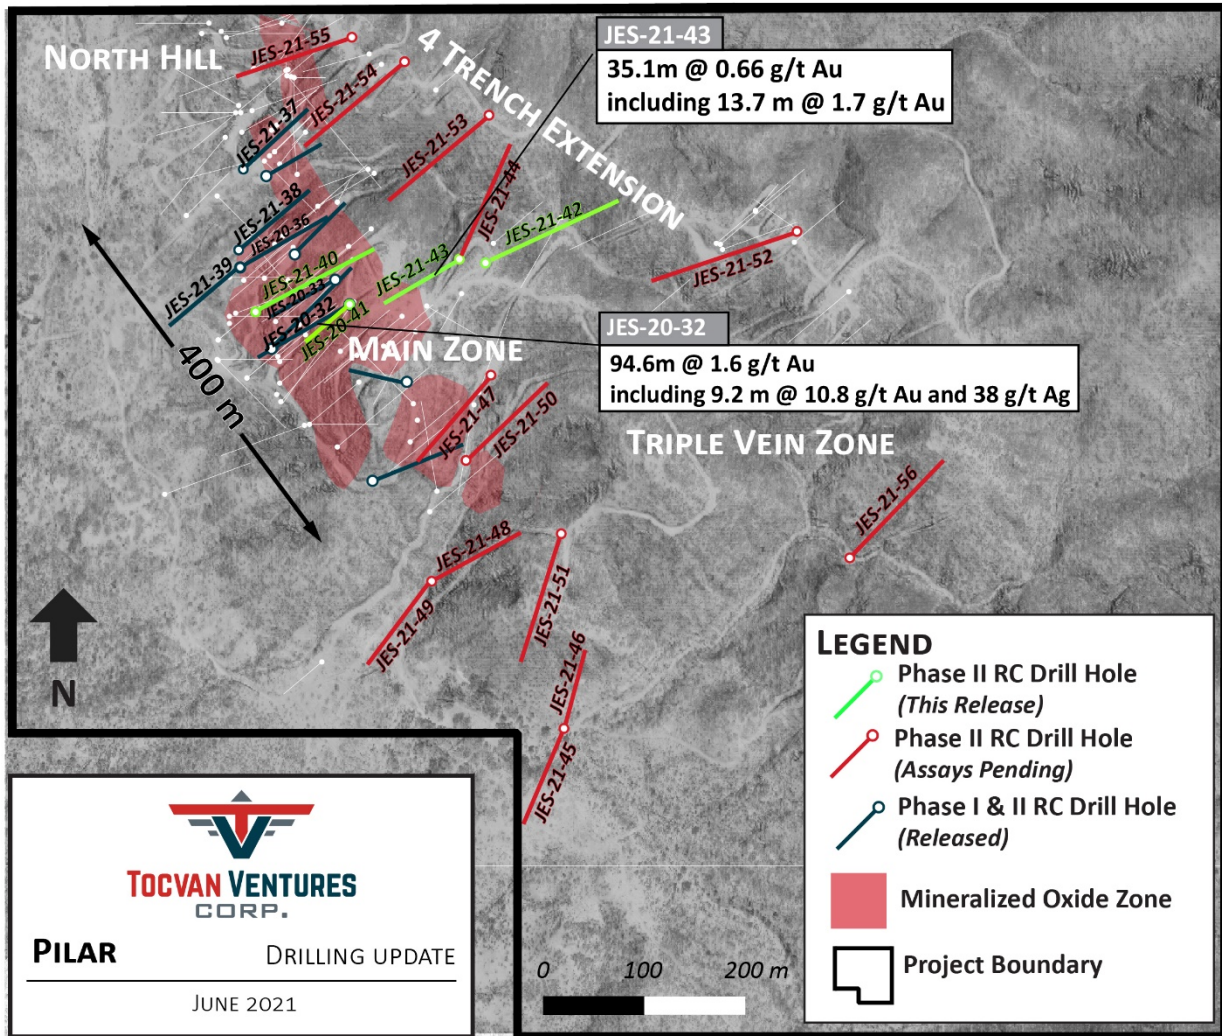 NORTH HILL
JES-21-55
JES-21-54
4 TRENCH EXTENSION
JES-21-43
35.1m @ 0.66 g/t Au
including 13.7 m @ 1.7 g/t Au
JES-21-37
JES-21-53
JES-21-44
JES-21-38
JES-20-36
JES-21-42
JES-21-39
JES-21-40
JES-21-43
JES-21-52
JES-20-33
JES-20-32
JES-20-41
400 m
MAIN ZONE
JES-20-32
94.6m @ 1.6 g/t Au
including 9.2 m @ 10.8 g/t Au and 38 g/t Ag
JES-21-47
JES-21-50
TRIPLE VEIN ZONE
JES-21-56
JES-21-48
JES-21-49
JES-21-51
JES-21-46
JES-21-45
N
LEGEND
Phase II RC Drill Hole
(This Release)
Phase II RC Drill Hole
(Assays Pending)
Phase I & II RC Drill Hole
(Released)
Mineralized Oxide Zone
Project Boundary
TOCVAN VENTURES
CORP.
PILAR DRILLING UPDATE
JUNE 2021
0 100 200 m